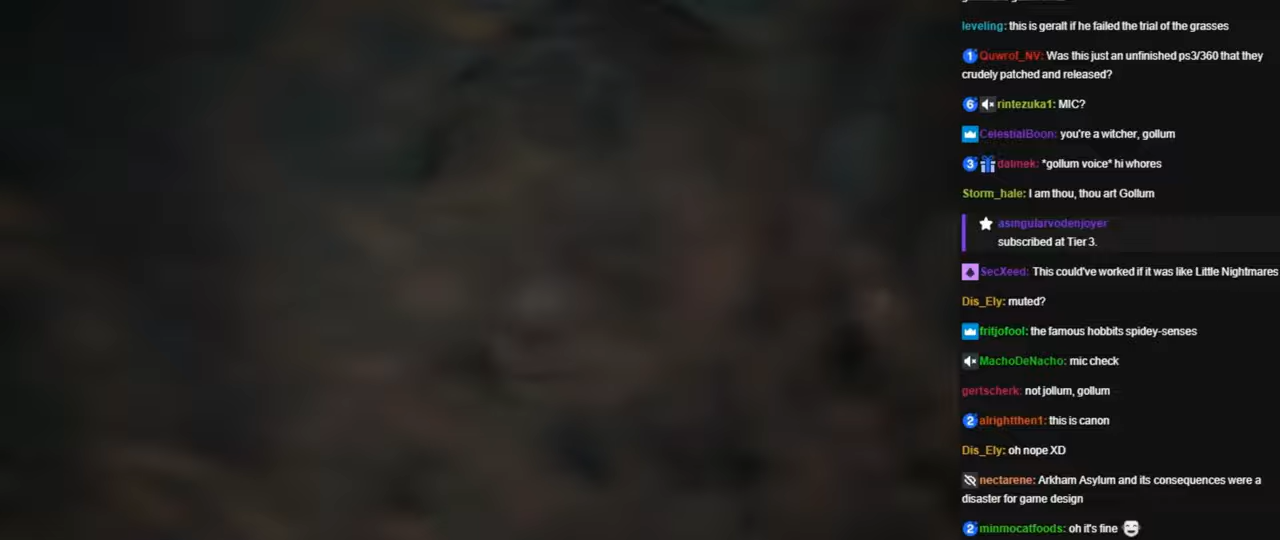 leveling: this is geralt if he failed the trial of the grasses
Quwrof_NV: Was this just an unfinished ps3/360 that they
crudely patched and released?
rintezuka1: MIC?
CelestialBoon: you're a witcher, gollum
dalmek: *gollum voice* hi whores
Storm_hale: I am thou, thou art Gollum
asingularvodenjoyer
subscribed at Tier 3.
SecXeed: This could've worked if it was like Little Nightmares
Dis_Ely: muted?
fritjofool: the famous hobbits spidey-senses
MachoDeNacho: mic check
gertscherk: not jollum, gollum
alrightthen1: this is canon
Dis_Ely: oh nope XD
nectarene: Arkham Asylum and its consequences were a
disaster for game design
minmocatfoods: oh it's fine